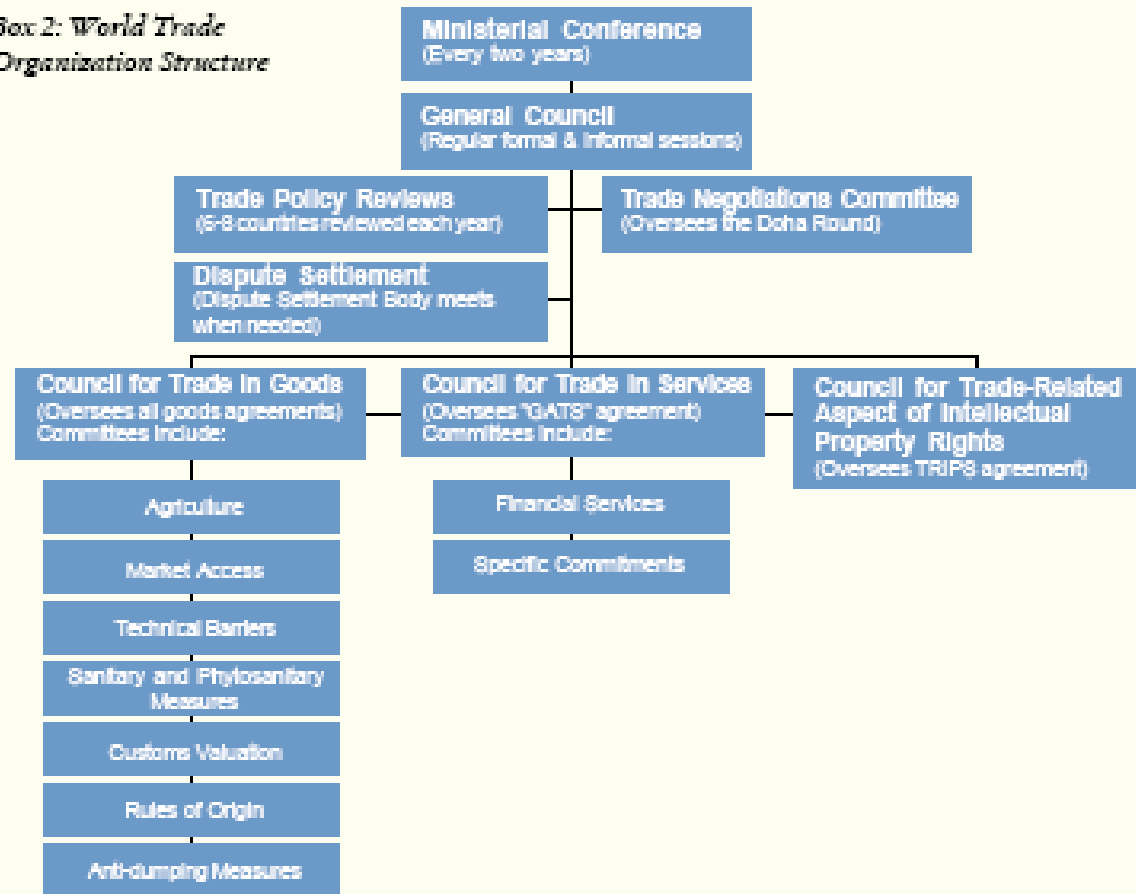 Box 2: World Trade
Organization Structure
Ministerial Conference
(Every two years)
General Council
(Regular formal & informal sessions)
Trade Policy Reviews
(6-8 countries reviewed each year)
Trade Negotiations Committee
(Oversees the Doha Round)
Dispute Settlement
(Dispute Settlement Body meets
when needed)
Council for Trade in Goods
(Oversees all goods agreements)
Committees include:
Council for Trade in Services
(Oversees "GATS" agreement)
Committees include:
Council for Trade-Related
Aspect of Intellectual
Property Rights
(Oversees TRIPS agreement)
Agriculture
Market Access
Technical Barriers
Sanitary and Phytosanitary
Measures
Customs Valuation
Rules of Origin
Anti-dumping Measures
Financial Services
Specific Commitments